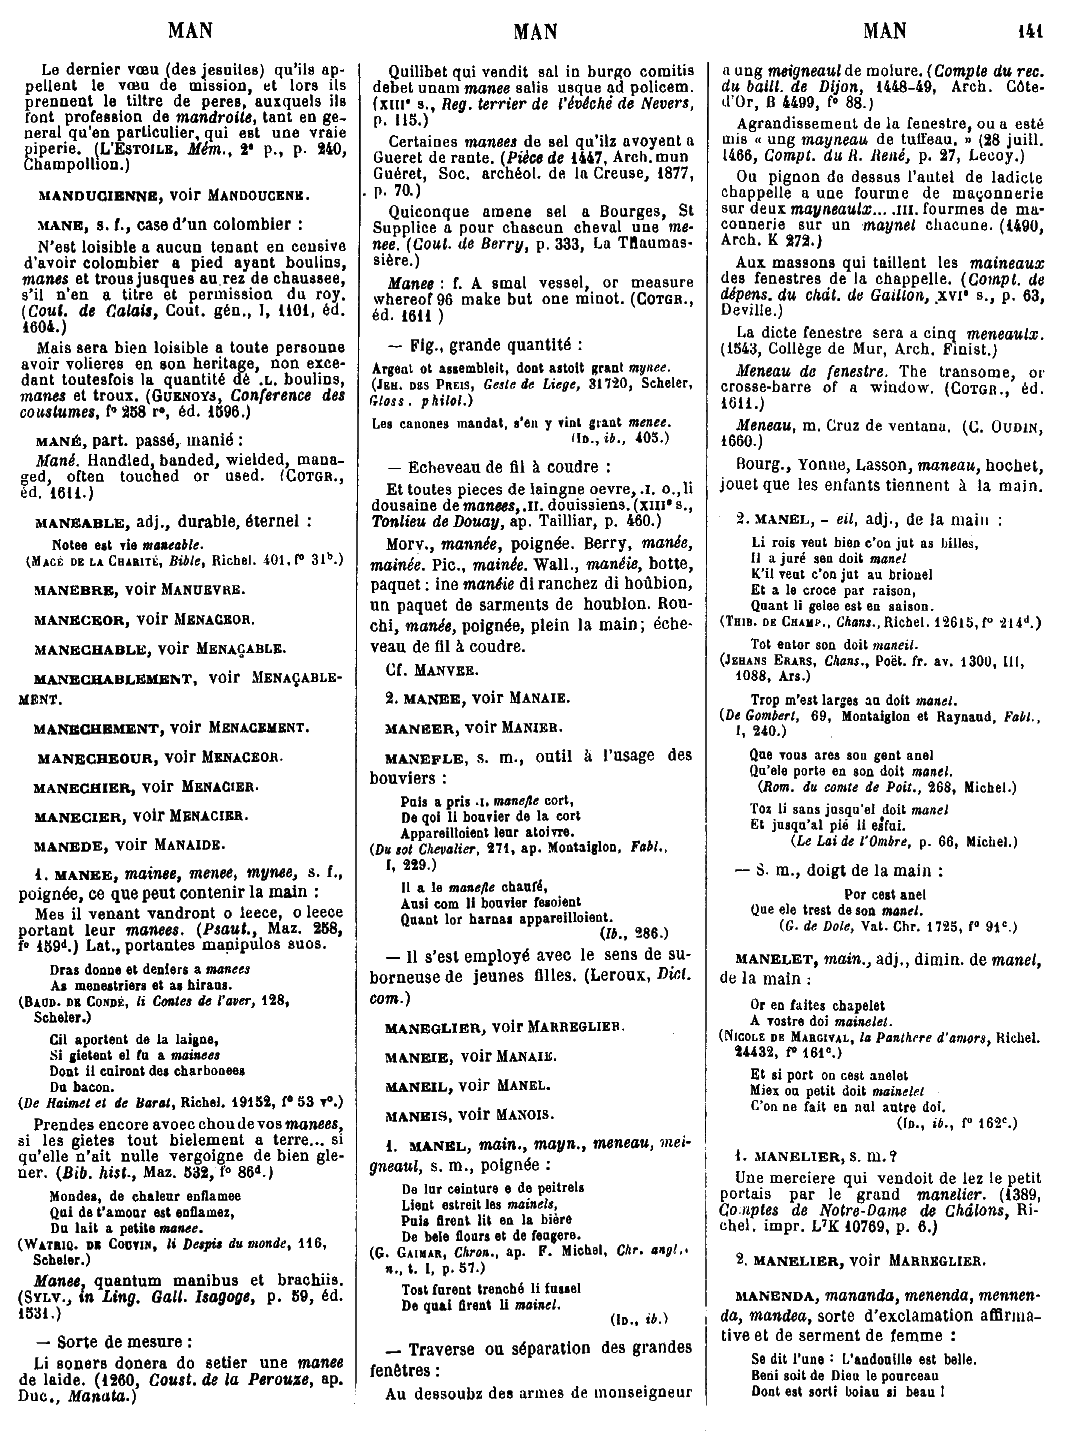 MAN
MAN
MAN
141
Le dernier vœu (des jesuites) qu'ils ap-
pellent le vœu de mission, et lors ils
prennent le tiltre de peres, auxquels ils
font profession de mandroite, tant en ge-
neral qu'en particulier, qui est une vraie
piperie. (L'ESTOILE, Mém., 2e p., p. 240,
Champollion.)
MANDUCIENNE, voir MANDOUCENE.
MANE, s. f., case d'un colombier :
N'est loisible a aucun tenant en censive
d'avoir colombier a pied ayant boulins,
manes et trous jusques au rez de chaussee,
s'il n'en a titre et permission du roy.
(Cout. de Calais, Cout. gén., I, 1101, éd.
1604.)
Mais sera bien loisible a toute personne
avoir volieres en son heritage, non exce-
dant toutesfois la quantité de .L. boulins,
manes et troux. (GUENOYS, Conference des
coustumes, f° 258 r°, éd. 1596.)
MANÉ, part. passé, manié :
Mané. Handled, banded, wielded, mana-
ged, often touched or used. (COTGR.,
éd. 1611.)
MANEABLE, adj., durable, éternel :
Notee est vie maneable.
(MACÉ DE LA CHARITÉ, Bible, Richel. 401, f° 31b.)
MANEBRE, voir MANUEVRE.
MANECEOR, voir MENACEOR.
MANECHABLE, voir MENAÇABLE.
MANECHABLEMENT, voir MENAÇABLE-
MENT.
MANECHEMENT, voir MENACEMENT.
MANECHEOUR, voir MENACEOR.
MANECHIER, voir MENACIER.
MANECIER, voir MENACIER.
MANEDE, voir MANAIDE.
1. MANEE, mainee, menee, mynee, s. f.,
poignée, ce que peut contenir la main :
Mes il venant vandront o leece, o leece
portant leur manees. (Psaut., Maz. 258,
f° 159d.) Lat., portantes manipulos suos.
Dras donne et deniers a manees
As menestriers et as hiraus.
(BAUD. DE CONDÉ, li Contes de l'aver, 128,
Scheler.)
Cil aportent de la laigne,
Si gietent el fu a mainees
Dont il cuiront des charbonees
Du bacon.
(De Haimet et de Barat, Richel. 19152, f° 53 v°.)
Prendes encore avoec chou de vos manees,
si les gietes tout bielement a terre... si
qu'elle n'ait nulle vergoigne de bien gle-
ner. (Bib. hist., Maz. 532, f° 86d.)
Mondes, de chaleur enflamee
Qui de t'amour est enflamez,
Du lait a petite manee.
(WATRIQ. DE COUVIN, li Despis du monde, 116,
Scheler.)
Manee, quantum manibus et brachiis.
(SYLV., in Ling. Gall. Isagoge, p. 59, éd.
1531.)
— Sorte de mesure :
Li soners donera do setier une manee
de laide. (1260, Coust. de la Perouze, ap.
Duc., Manata.)
Quilibet qui vendit sal in burgo comitis
debet unam manee salis usque ad policem.
(XIIIe s., Reg. terrier de l'évêché de Nevers,
p. 115.)
Certaines manees de sel qu'ilz avoyent a
Gueret de rante. (Pièce de 1447, Arch. mun
Guéret, Soc. archéol. de la Creuse, 1877,
p. 70.)
Quiconque amene sel a Bourges, St
Supplice a pour chascun cheval une me-
nee. (Cout. de Berry, p. 333, La Thaumas-
sière.)
Manee : f. A smal vessel, or measure
whereof 96 make but one minot. (COTGR.,
éd. 1611)
— Fig., grande quantité :
Argent ot assembleit, dont astoit grant mynee.
(JEH. DES PREIS, Geste de Liege, 31720, Scheler,
Gloss. philol.)
Les canones mandat, s'en y vint grant menee.
(ID., ib., 405.)
— Echeveau de fil à coudre :
Et toutes pieces de laingne oevre, .I. o., li
dousaine de manees, .II. douissiens. (XIIIe s.,
Tonlieu de Douay, ap. Tailliar, p. 460.)
Morv., mannée, poignée. Berry, manée,
mainée. Pic., mainée. Wall., manéie, botte,
paquet : ine manéie di ranchez di hoûbion,
un paquet de sarments de houblon. Rou-
chi, manée, poignée, plein la main; éche-
veau de fil à coudre.
Cf. MANVEE.
2. MANEE, voir MANAIE.
MANEER, voir MANIER.
MANEFLE, s. m., outil à l'usage des
bouviers :
Puis a pris .I. manefle cort,
De qoi li bouvier de la cort
Appareilloient leur atoivre.
(Du sot Chevalier, 271, ap. Montaiglon, Fabl.,
I, 229.)
Il a le manefle chaufé,
Ausi com li bouvier fesoient
Quant lor harnas appareilloient.
(Ib., 286.)
— Il s'est employé avec le sens de su-
borneuse de jeunes filles. (Leroux, Dict.
com.)
MANEGLIER, voir MARREGLIER.
MANEIE, voir MANAIE.
MANEIL, voir MANEL.
MANEIS, voir MANOIS.
1. MANEL, main., mayn., meneau, mei-
gneaul, s. m., poignée :
De lur ceinture e de peitrels
Lient estreit les mainels,
Puis firent lit en la bière
De bele flours et de feugere.
(G. GAIMAR, Chron., ap. F. Michel, Chr. angl.-
n., t. I, p. 57.)
Tost furent trenché li fussel
De quai firent li mainel.
(ID., ib.)
— Traverse ou séparation des grandes
fenêtres :
Au dessoubz des armes de monseigneur
a ung meigneaul de molure. (Compte du rec.
du baill. de Dijon, 1448-49, Arch. Côte-
d'Or, B 4499, f° 88.)
Agrandissement de la fenestre, ou a esté
mis « ung mayneau de tuffeau. » (28 juill.
1466, Compt. du R. René, p. 27, Lecoy.)
Ou pignon de dessus l'autel de ladicte
chappelle a une fourme de maçonnerie
sur deux mayneaulx... .III. fourmes de ma-
connerie sur un maynel chacune. (1490,
Arch. K 272.)
Aux massons qui taillent les maineaux
des fenestres de la chappelle. (Compt. de
dépens. du chât. de Gaillon, XVIe s., p. 63,
Deville.)
La dicte fenestre sera a cinq meneaulx.
(1543, Collège de Mur, Arch. Finist.)
Meneau de fenestre. The transome, or
crosse-barre of a window. (COTGR., éd.
1611.)
Meneau, m. Cruz de ventana. (C. OUDIN,
1660.)
Bourg., Yonne, Lasson, maneau, hochet,
jouet que les enfants tiennent à la main.
2. MANEL, - eil, adj., de la main :
Li rois veut bien c'on jut as billes,
Il a juré sen doit manel
K'il veut c'on jut au brionel
Et a le croce par raison,
Quant li gelee est en saison.
(THIB. DE CHAMP., Chans., Richel. 12615, f° 214d.)
Tot entor son doit maneil.
(JEHANS ERARS, Chans., Poët. fr. av. 1300, III,
1088, Ars.)
Trop m'est larges au doit manel.
(De Gombert, 69, Montaiglon et Raynaud, Fabl.,
I, 240.)
Que vous ares sou gent anel
Qu'ele porte en son doit manel.
(Rom. du comte de Poit., 268, Michel.)
Toz li sans jusqu'el doit manel
Et jusqu'al pié li esfui.
(Le Lai de l'Ombre, p. 66, Michel.)
— S. m., doigt de la main :
Por cest anel
Que ele trest de son manel.
(G. de Dole, Vat. Chr. 1725, f° 91c.)
MANELET, main., adj., dimin. de manel,
de la main :
Or en faites chapelet
A vostre doi mainelet.
(NICOLE DE MARGIVAL, la Panthere d'amors, Richel.
24432, f° 161c.)
Et si port on cest anelet
Miex ou petit doit mainelet
C'on ne fait en nul autre doi.
(ID., ib., f° 162c.)
1. MANELIER, s. m. ?
Une merciere qui vendoit de lez le petit
portais par le grand manelier. (1389,
Comptes de Notre-Dame de Châlons, Ri-
chel. impr. L7K 10769, p. 6.)
2. MANELIER, voir MARREGLIER.
MANENDA, mananda, menenda, mennen-
da, mandea, sorte d'exclamation affirma-
tive et de serment de femme :
Se dit l'une : L'andouille est belle.
Beni soit de Dieu le pourceau
Dont est sorti boiau si beau !